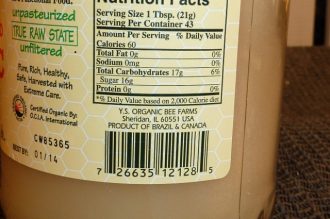 Functional Food.
unpasteurized
TRUE RAW STATE
unfiltered
Pure, Rich, Healthy,
Safe, Harvested with
Extreme Care.
Certified Organic By:
O.C.I.A. International
CW85365
01/14
Nutrition Facts
Serving Size 1 Tbsp. (21g)
Serving Per Container 43
Amount Per Serving % Daily Value
Calories 60
Total Fat 0g 0%
Sodium 0mg 0%
Total Carbohydrates 17g 6%
Sugar 16g
Protein 0g
*% Daily Value based on 2,000 Calorie diet
Y.S. ORGANIC BEE FARMS
Sheridan, IL 60551 USA
PRODUCT OF BRAZIL & CANADA
7 26635 12128 5